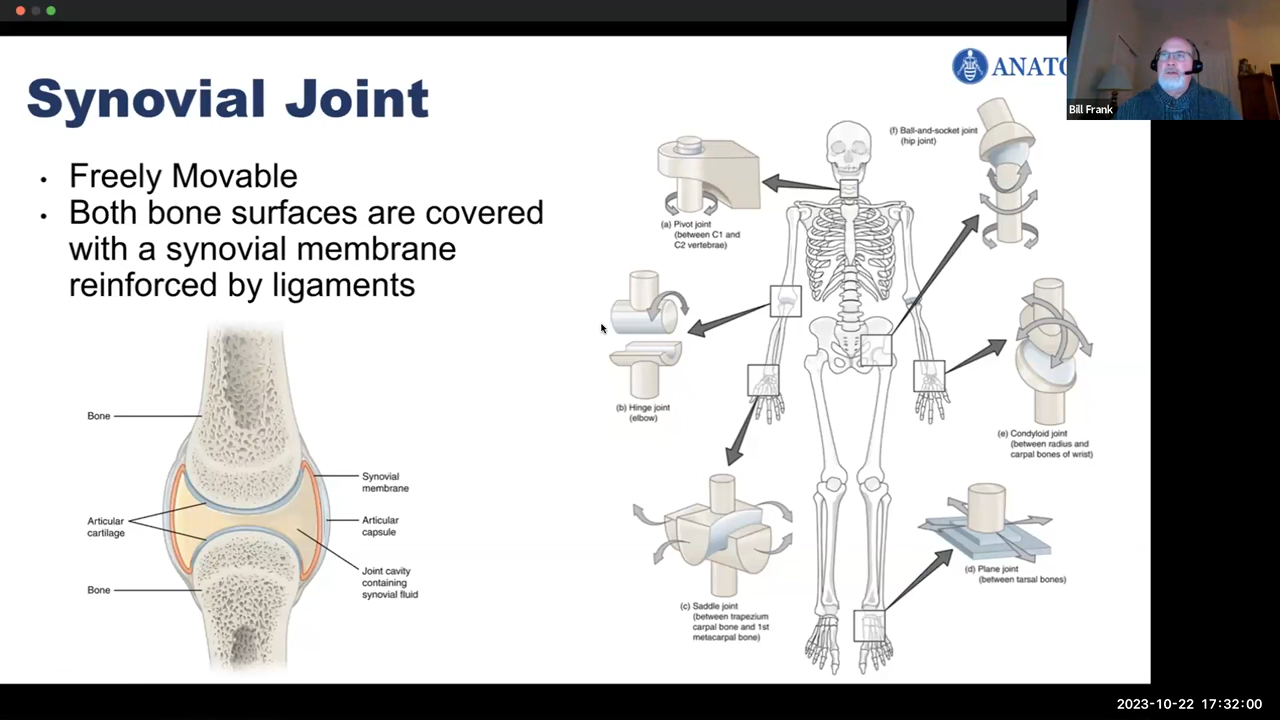 Synovial Joint
• Freely Movable
• Both bone surfaces are covered
with a synovial membrane
reinforced by ligaments
Bone
Articular
cartilage
Bone
Synovial
membrane
Articular
capsule
Joint cavity
containing
synovial fluid
ANATO
Bill Frank
(a) Pivot joint
(between C1 and
C2 vertebrae)
(f) Ball-and-socket joint
(hip joint)
(b) Hinge joint
(elbow)
(e) Condyloid joint
(between radius and
carpal bones of wrist)
(c) Saddle joint
(between trapezium
carpal bone and 1st
metacarpal bone)
(d) Plane joint
(between tarsal bones)
2023-10-22 17:32:00